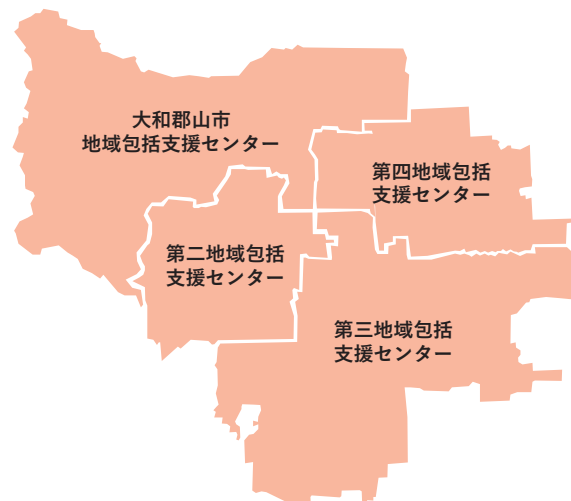 大和郡山市
地域包括支援センター
第四地域包括
支援センター
第二地域包括
支援センター
第三地域包括
支援センター